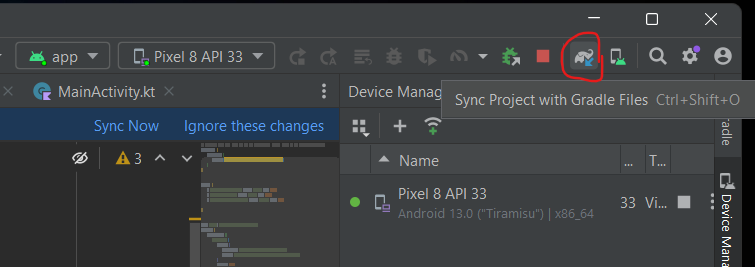 app
Pixel 8 API 33
MainActivity.kt
Device Manag
Sync Project with Gradle Files Ctrl+Shift+O
Sync Now Ignore these changes
3
Name
... T...
Pixel 8 API 33
Android 13.0 ("Tiramisu") | x86_64
33 Vi...
Device Mana